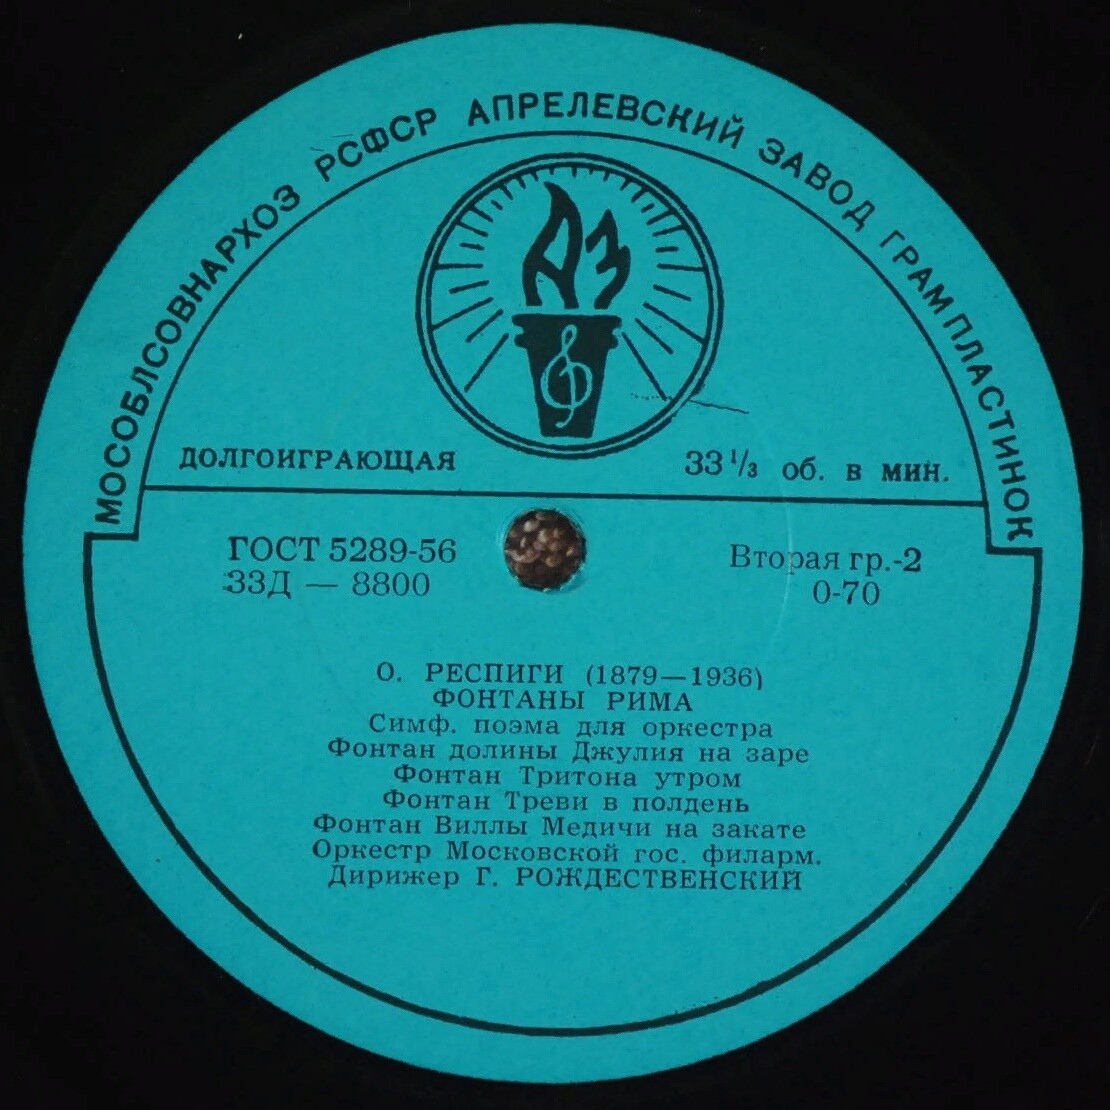 МОСОБЛСОВНАРХОЗ РСФСР АПРЕЛЕВСКИЙ ЗАВОД ГРАМПЛАСТИНОК
АЗ
ДОЛГОИГРАЮЩАЯ 33 1/3 об. в мин.
ГОСТ 5289-56 Вторая гр.-2
33Д — 8800 0-70
О. РЕСПИГИ (1879—1936)
ФОНТАНЫ РИМА
Симф. поэма для оркестра
Фонтан долины Джулия на заре
Фонтан Тритона утром
Фонтан Треви в полдень
Фонтан Виллы Медичи на закате
Оркестр Московской гос. филарм.
Дирижер Г. РОЖДЕСТВЕНСКИЙ